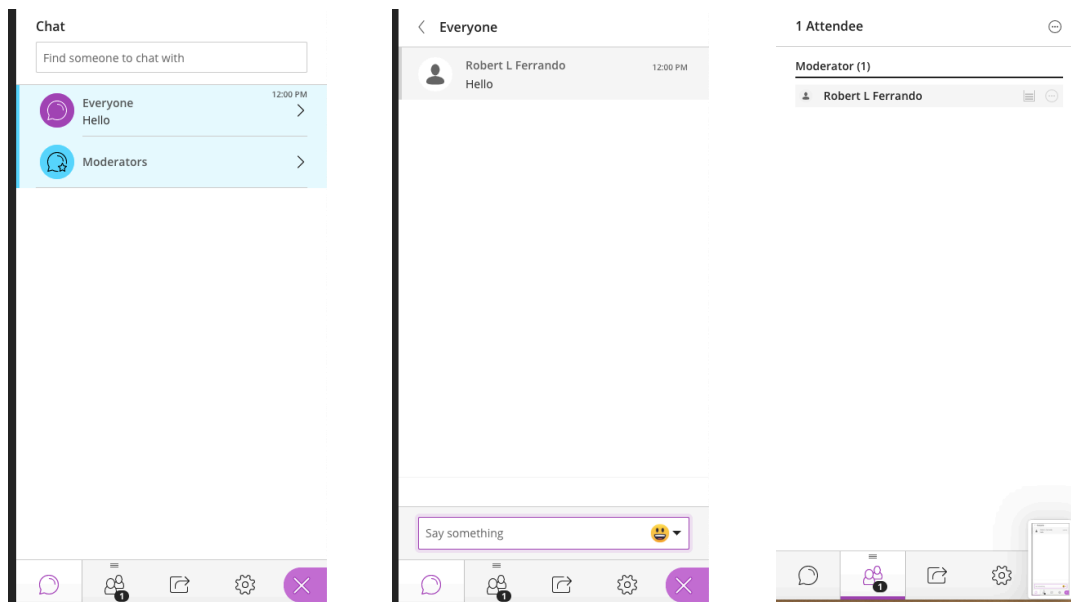 Chat
Find someone to chat with
Everyone
12:00 PM
Hello
Moderators
1
Everyone
Robert L Ferrando
12:00 PM
Hello
Say something
1
1 Attendee
Moderator (1)
Robert L Ferrando
1